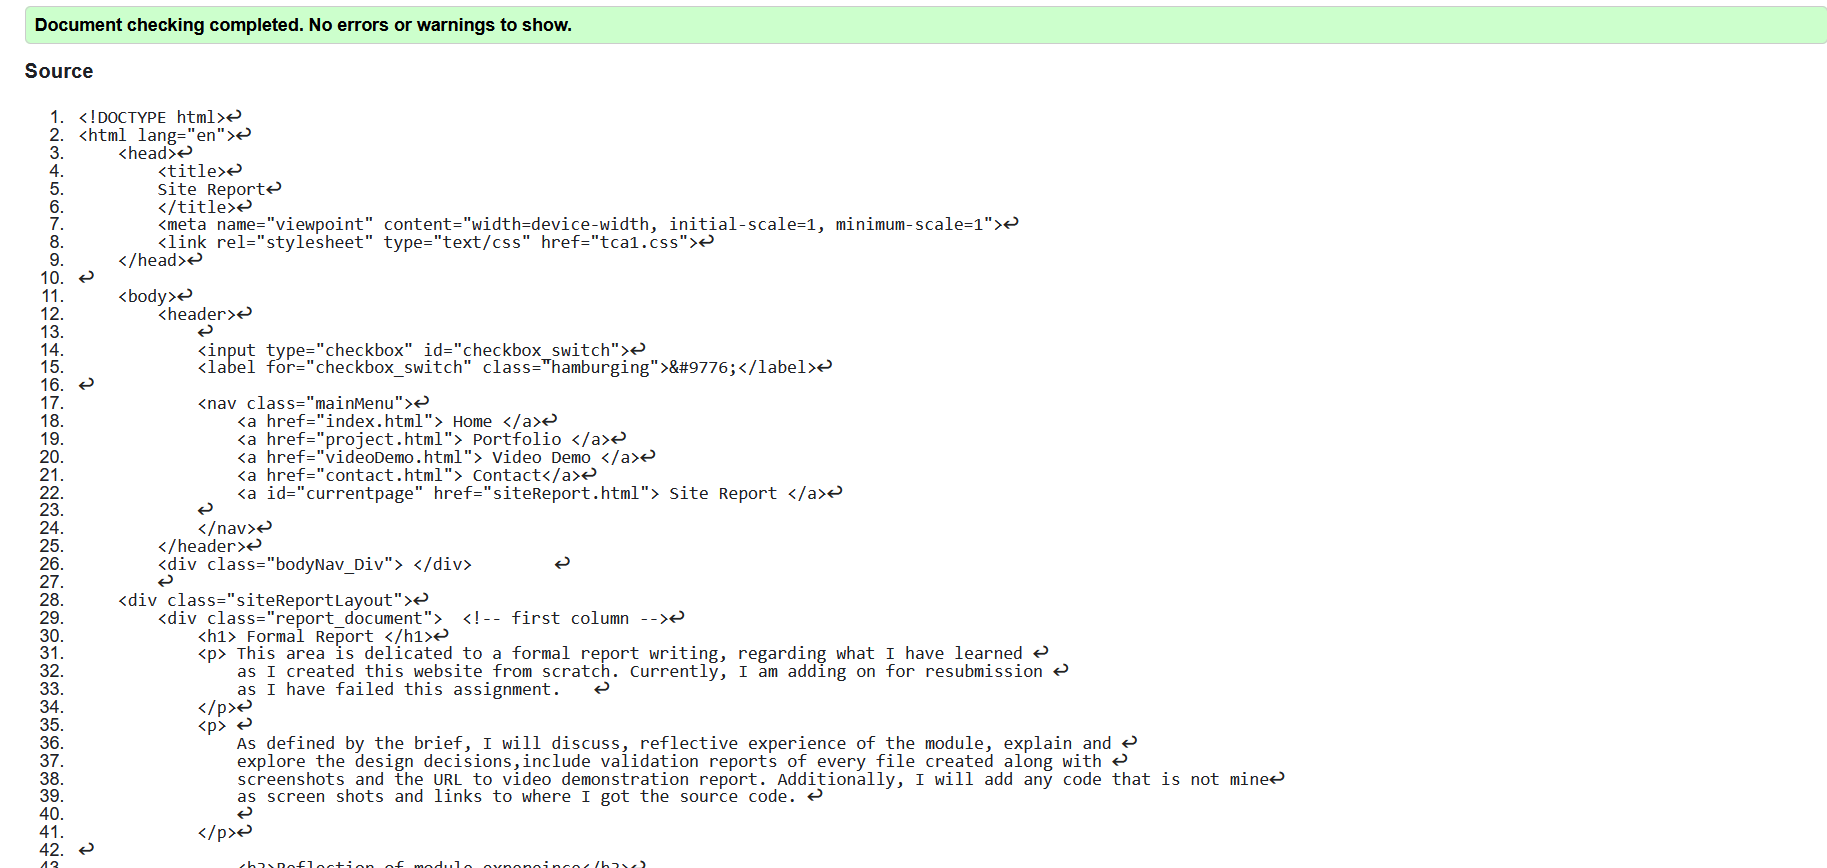 Document checking completed. No errors or warnings to show.
Source
1. <!DOCTYPE html>↩
2. <html lang="en">↩
3. <head>↩
4. <title>↩
5. Site Report↩
6. </title>↩
7. <meta name="viewpoint" content="width=device-width, initial-scale=1, minimum-scale=1">↩
8. <link rel="stylesheet" type="text/css" href="tca1.css">↩
9. </head>↩
10. ↩
11. <body>↩
12. <header>↩
13. ↩
14. <input type="checkbox" id="checkbox_switch">↩
15. <label for="checkbox_switch" class="hamburging">&#9776;</label>↩
16. ↩
17. <nav class="mainMenu">↩
18. <a href="index.html"> Home </a>↩
19. <a href="project.html"> Portfolio </a>↩
20. <a href="videoDemo.html"> Video Demo </a>↩
21. <a href="contact.html"> Contact</a>↩
22. <a id="currentpage" href="siteReport.html"> Site Report </a>↩
23. ↩
24. </nav>↩
25. </header>↩
26. <div class="bodyNav_Div"> </div> ↩
27. ↩
28. <div class="siteReportLayout">↩
29. <div class="report_document"> <!-- first column -->↩
30. <h1> Formal Report </h1>↩
31. <p> This area is delicated to a formal report writing, regarding what I have learned ↩
32. as I created this website from scratch. Currently, I am adding on for resubmission ↩
33. as I have failed this assignment. ↩
34. </p>↩
35. <p> ↩
36. As defined by the brief, I will discuss, reflective experience of the module, explain and ↩
37. explore the design decisions,include validation reports of every file created along with ↩
38. screenshots and the URL to video demonstration report. Additionally, I will add any code that is not mine↩
39. as screen shots and links to where I got the source code. ↩
40. ↩
41. </p>↩
42. ↩
43. <h2>Reflection of module expereince</h2>↩